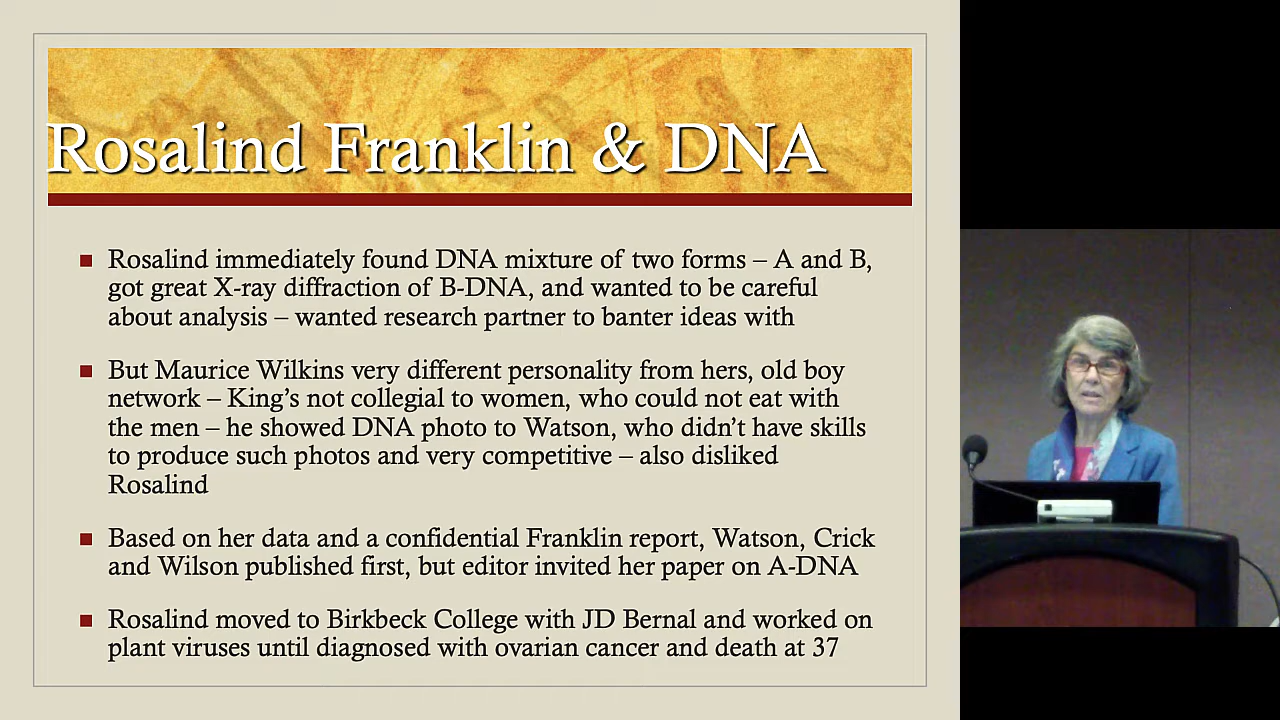 Rosalind Franklin & DNA
Rosalind immediately found DNA mixture of two forms – A and B,
got great X-ray diffraction of B-DNA, and wanted to be careful
about analysis – wanted research partner to banter ideas with
But Maurice Wilkins very different personality from hers, old boy
network – King’s not collegial to women, who could not eat with
the men – he showed DNA photo to Watson, who didn’t have skills
to produce such photos and very competitive – also disliked
Rosalind
Based on her data and a confidential Franklin report, Watson, Crick
and Wilson published first, but editor invited her paper on A-DNA
Rosalind moved to Birkbeck College with JD Bernal and worked on
plant viruses until diagnosed with ovarian cancer and death at 37